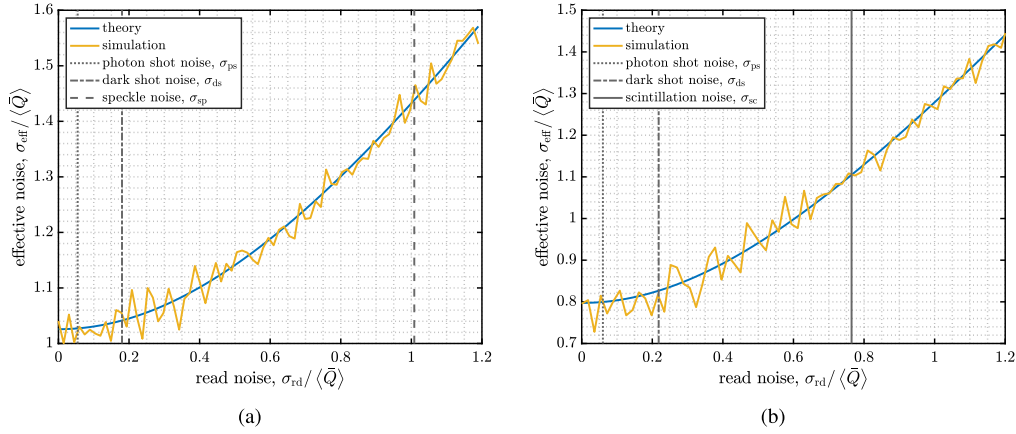 1.6
1.5
1.4
1.3
1.2
1.1
1
0 0.2 0.4 0.6 0.8 1 1.2
effective noise, σeff/⟨Q̄⟩
read noise, σrd/⟨Q̄⟩
theory
simulation
photon shot noise, σps
dark shot noise, σds
speckle noise, σsp
(a)
1.5
1.4
1.3
1.2
1.1
1
0.9
0.8
0.7
0 0.2 0.4 0.6 0.8 1 1.2
effective noise, σeff/⟨Q̄⟩
read noise, σrd/⟨Q̄⟩
theory
simulation
photon shot noise, σps
dark shot noise, σds
scintillation noise, σsc
(b)